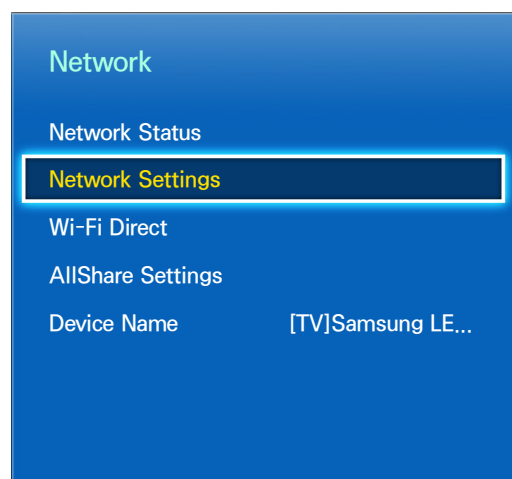 Network
Network Status
Network Settings
Wi-Fi Direct
AllShare Settings
Device Name [TV]Samsung LE...